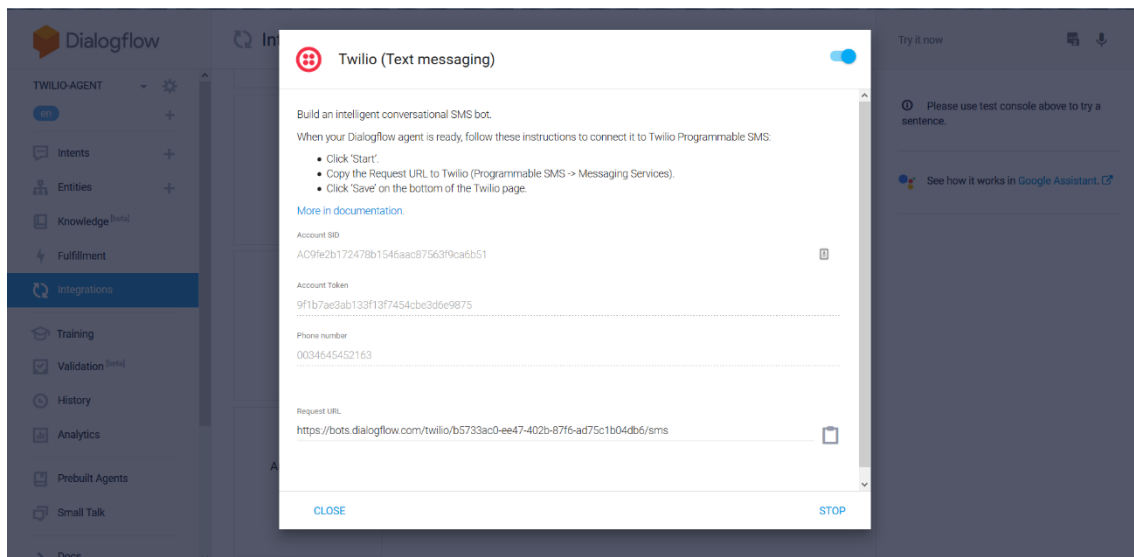 Dialogflow
Int
TWILIO-AGENT
en
Intents
Entities
Knowledge [beta]
Fulfillment
Integrations
Training
Validation [beta]
History
Analytics
Prebuilt Agents
Small Talk
Docs
A
Twilio (Text messaging)
Build an intelligent conversational SMS bot.
When your Dialogflow agent is ready, follow these instructions to connect it to Twilio Programmable SMS:
• Click 'Start'.
• Copy the Request URL to Twilio (Programmable SMS -> Messaging Services).
• Click 'Save' on the bottom of the Twilio page.
More in documentation.
Account SID
AC9fe2b172478b1546aac87563f9ca6b51
Account Token
9f1b7ae3ab133f13f7454cbe3d6e9875
Phone number
0034645452163
Request URL
https://bots.dialogflow.com/twilio/b5733ac0-ee47-402b-87f6-ad75c1b04db6/sms
CLOSE
STOP
Try it now
Please use test console above to try a
sentence.
See how it works in Google Assistant.